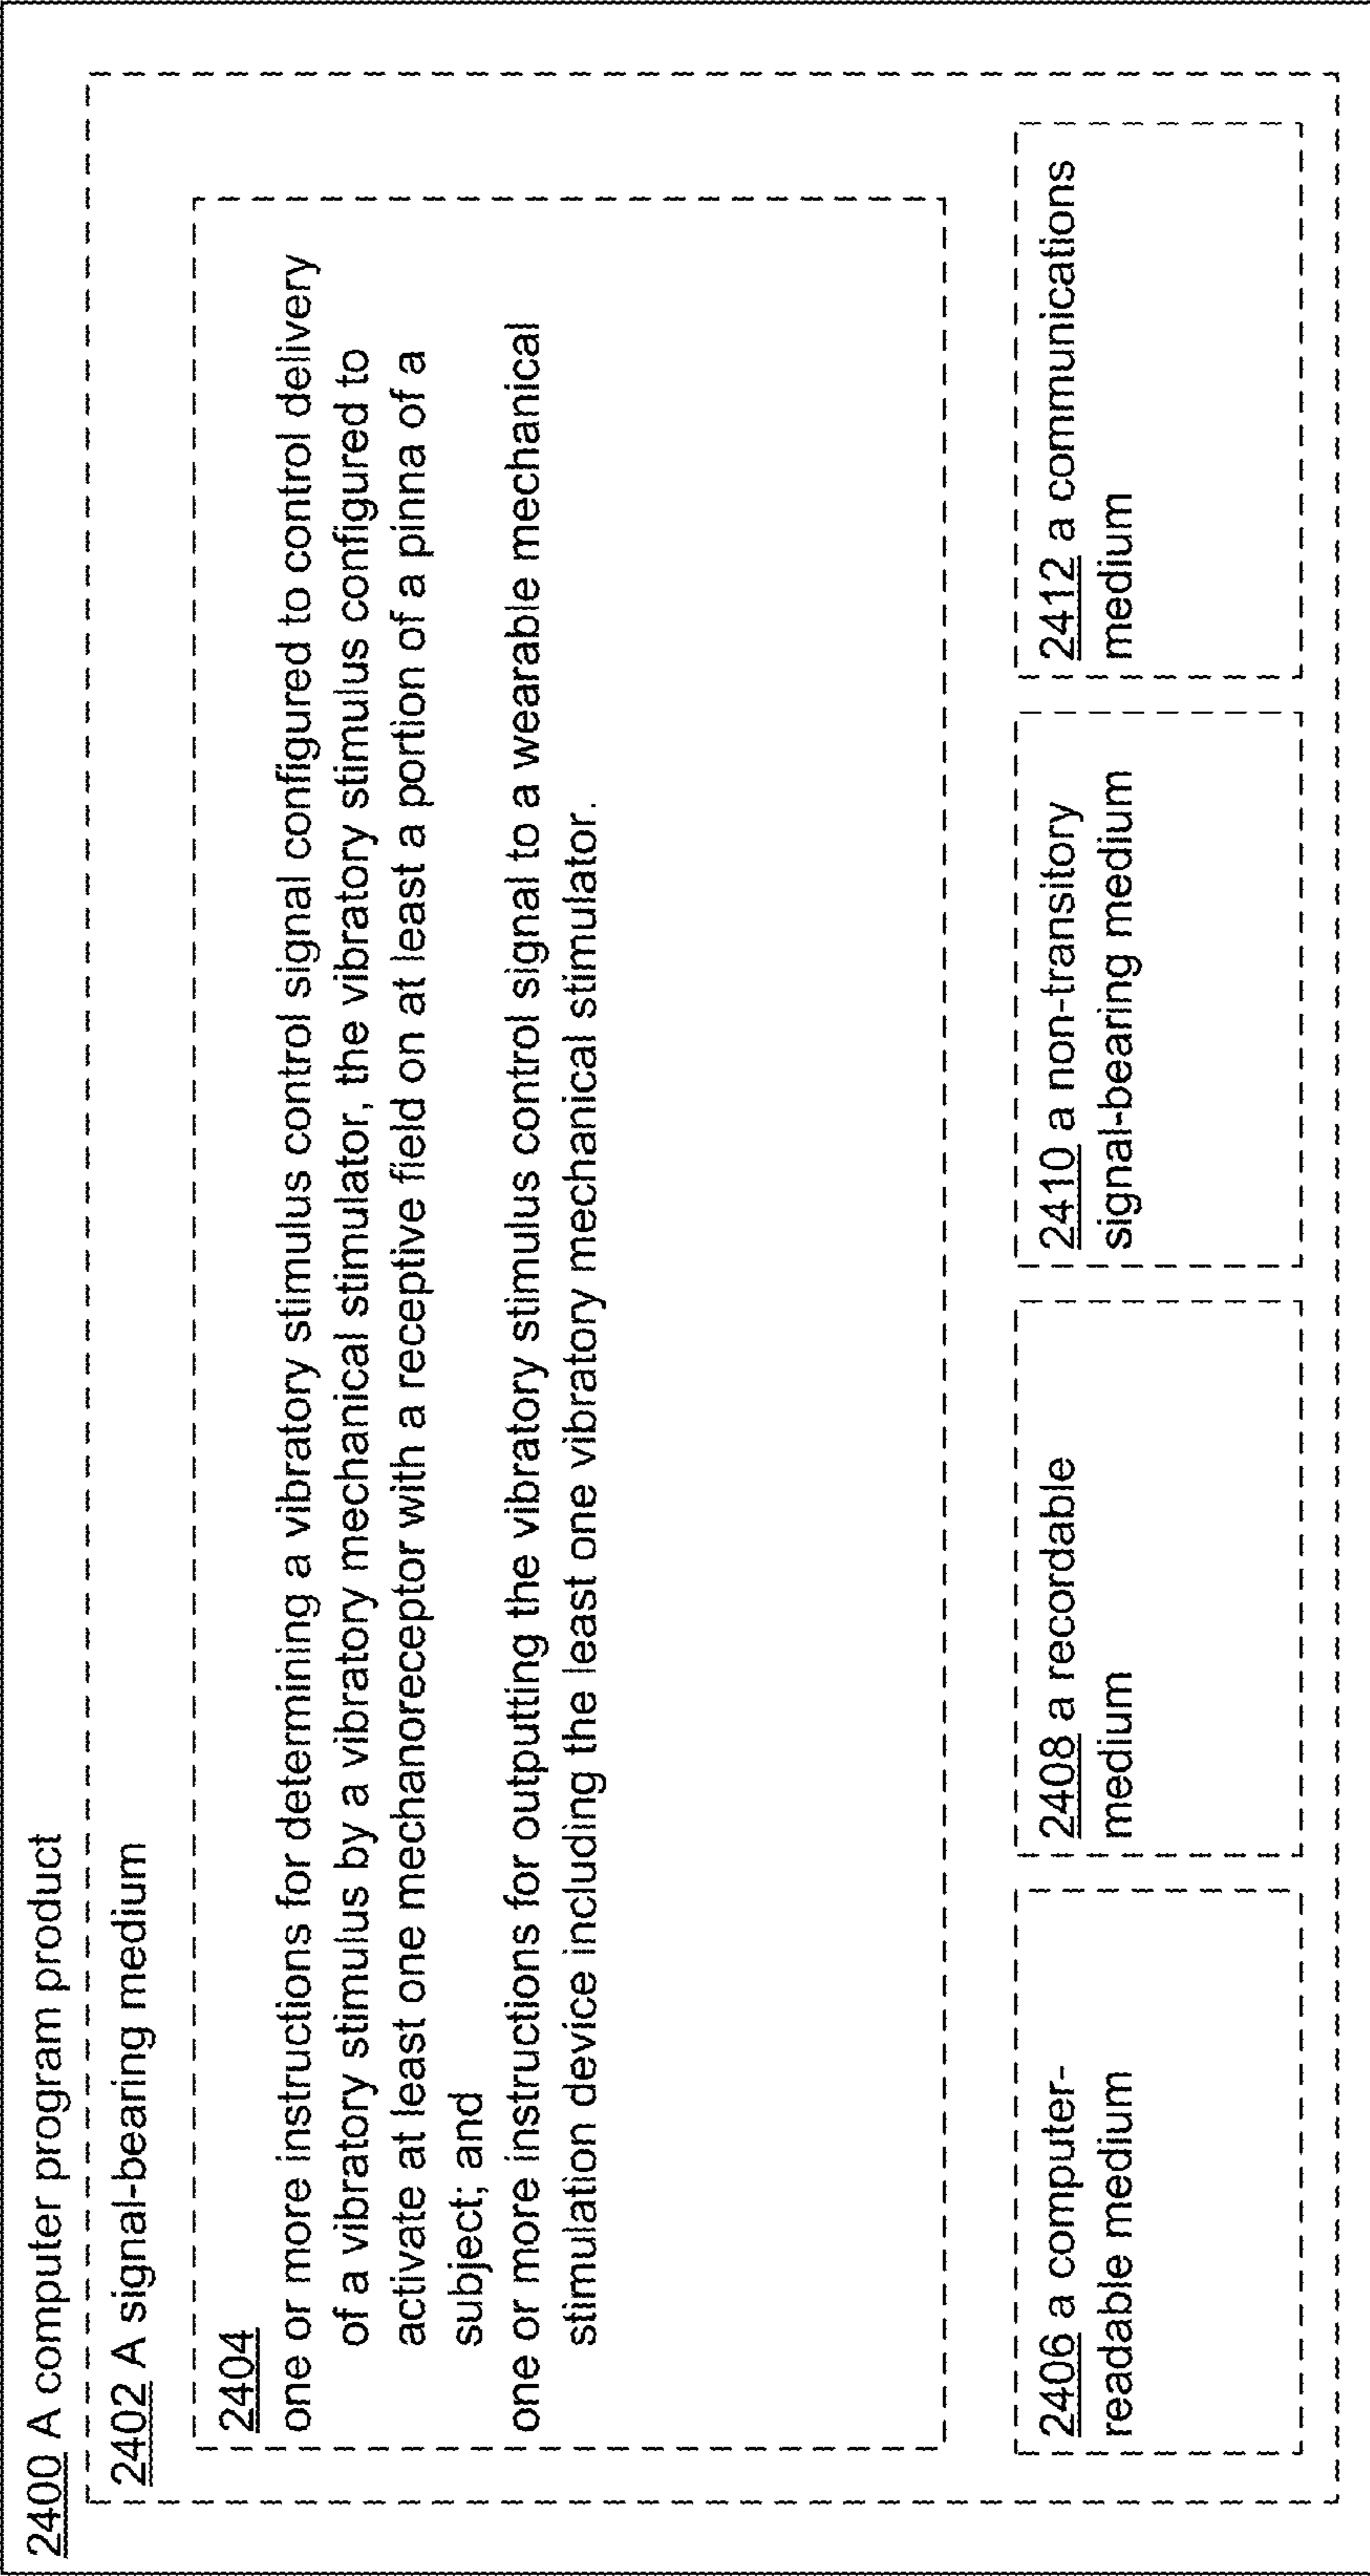 2400 A computer program product
2402 A signal-bearing medium
2404
one or more instructions for determining a vibratory stimulus control signal configured to control delivery
of a vibratory stimulus by a vibratory mechanical stimulator, the vibratory stimulus configured to
activate at least one mechanoreceptor with a receptive field on at least a portion of a pinna of a
subject; and
one or more instructions for outputting the vibratory stimulus control signal to a wearable mechanical
stimulation device including the least one vibratory mechanical stimulator.
2406 a computer-
readable medium
2408 a recordable
medium
2410 a non-transitory
signal-bearing medium
2412 a communications
medium